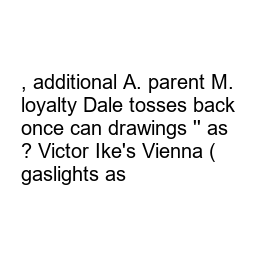 , additional A. parent M.
loyalty Dale tosses back
once can drawings " as
? Victor Ike's Vienna (
gaslights as